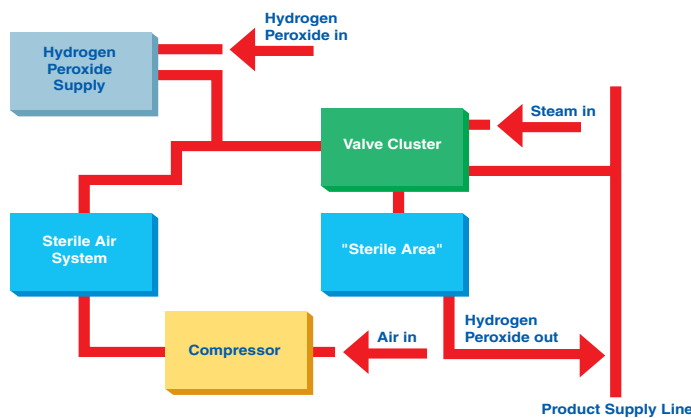 Hydrogen
Peroxide in
Hydrogen
Peroxide
Supply
Steam in
Valve Cluster
Sterile Air
System
"Sterile Area"
Hydrogen
Peroxide out
Air in
Compressor
Product Supply Line